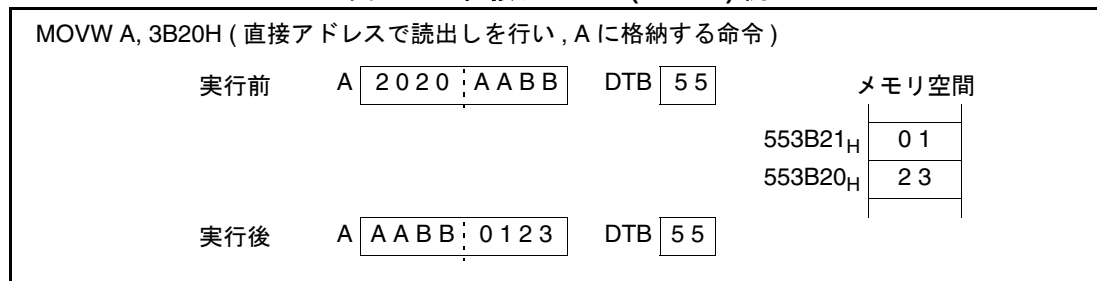 MOVW A, 3B20H ( 直接アドレスで読出しを行い , A に格納する命令 )
実行前 A 2020 AABB DTB 55 メモリ空間
553B21H 01
553B20H 23
実行後 A AABB 0123 DTB 55